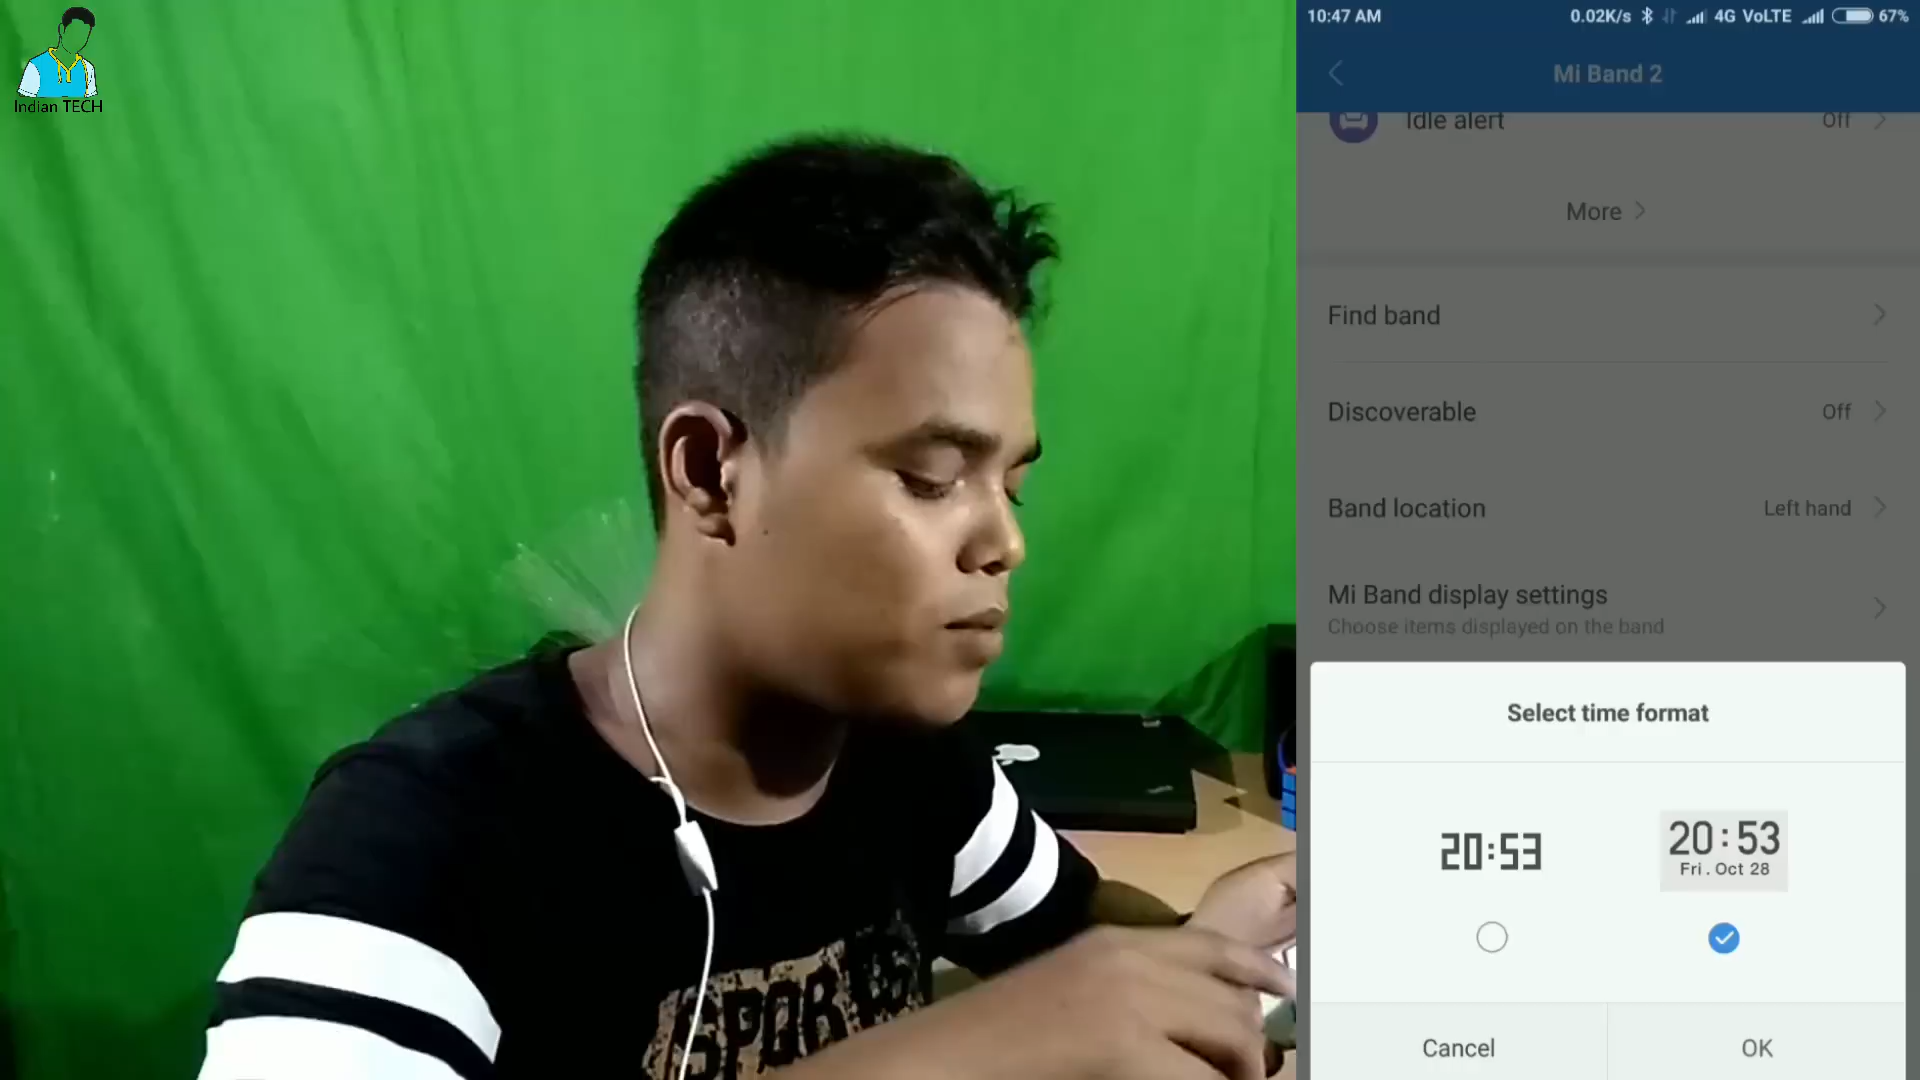 Indian TECH
10:47 AM
0.02K/s 4G VoLTE 67%
Mi Band 2
Idle alert Off
More
Find band
Discoverable Off
Band location Left hand
Mi Band display settings
Choose items displayed on the band
Select time format
20:53
20:53
Fri. Oct 28
Cancel OK
SPOR